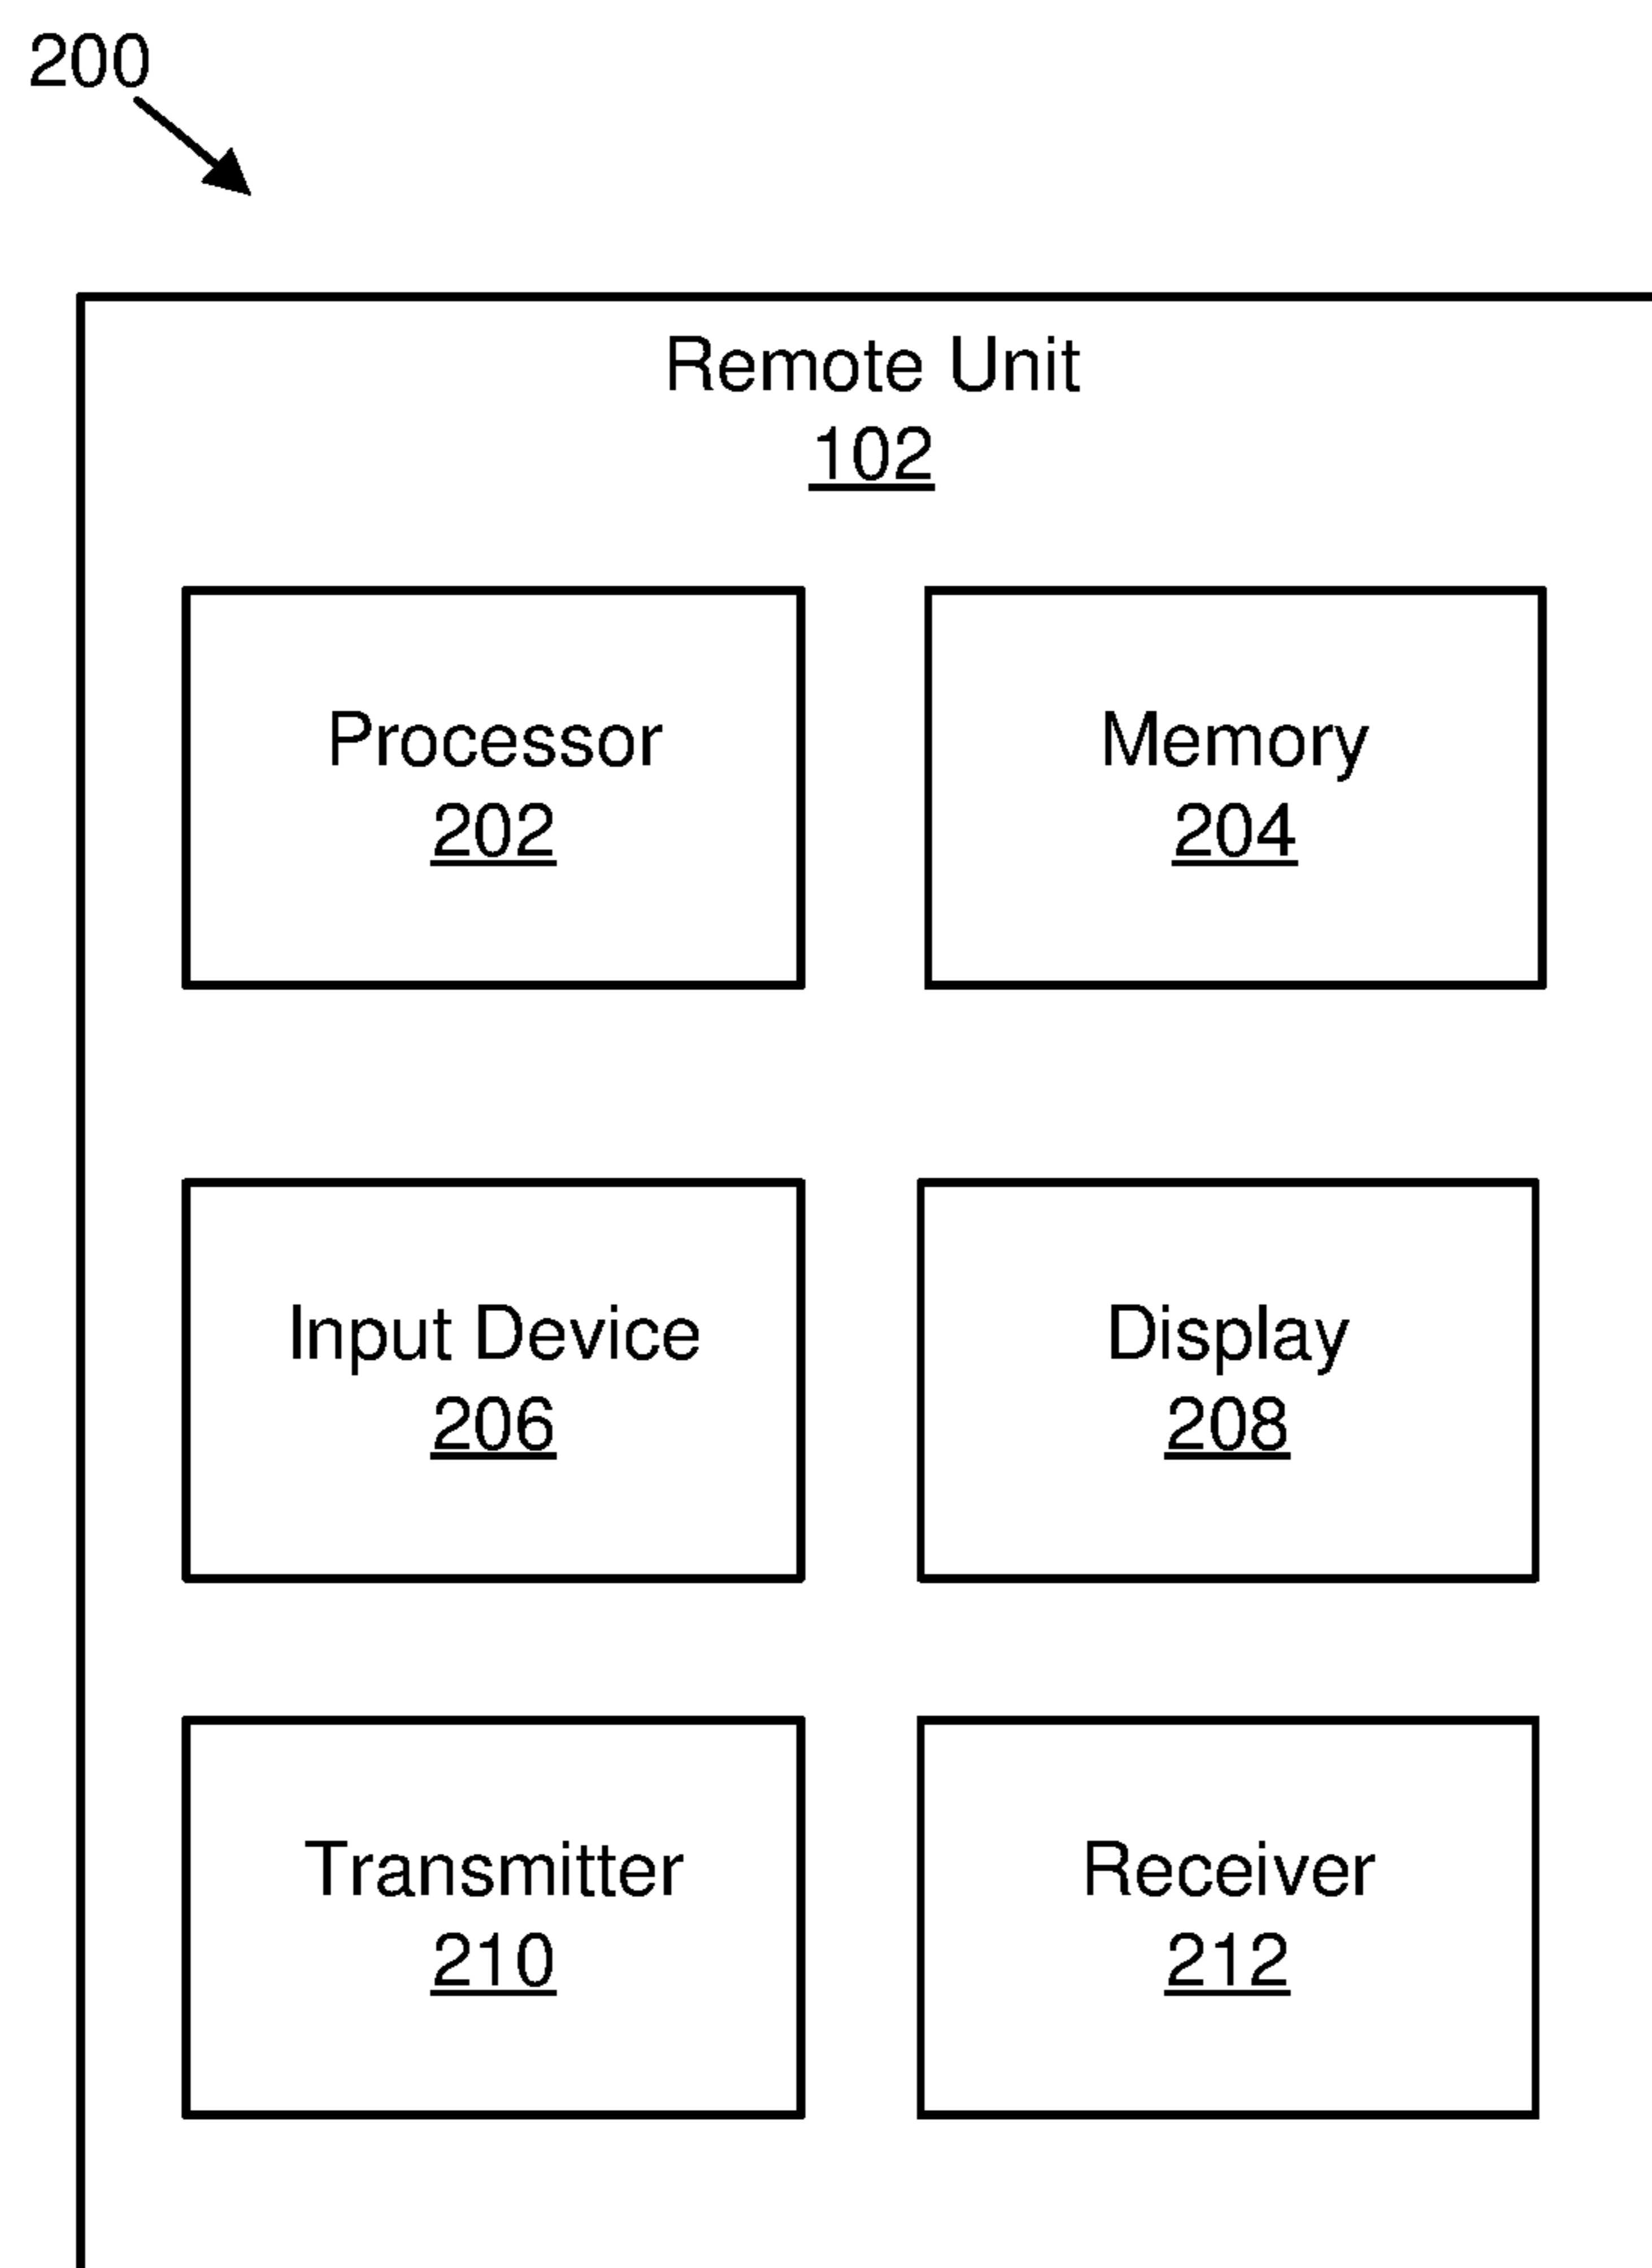 200
Remote Unit
102
Processor
202
Memory
204
Input Device
206
Display
208
Transmitter
210
Receiver
212